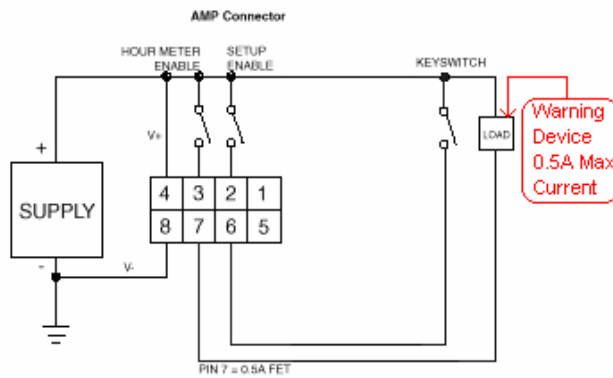 AMP Connector
HOUR METER
ENABLE
SETUP
ENABLE
KEYSWITCH
Warning
Device
0.5A Max
Current
LOAD
+
V+
SUPPLY
4 3 2 1
8 7 6 5
-
V-
PIN 7 = 0.5A FET